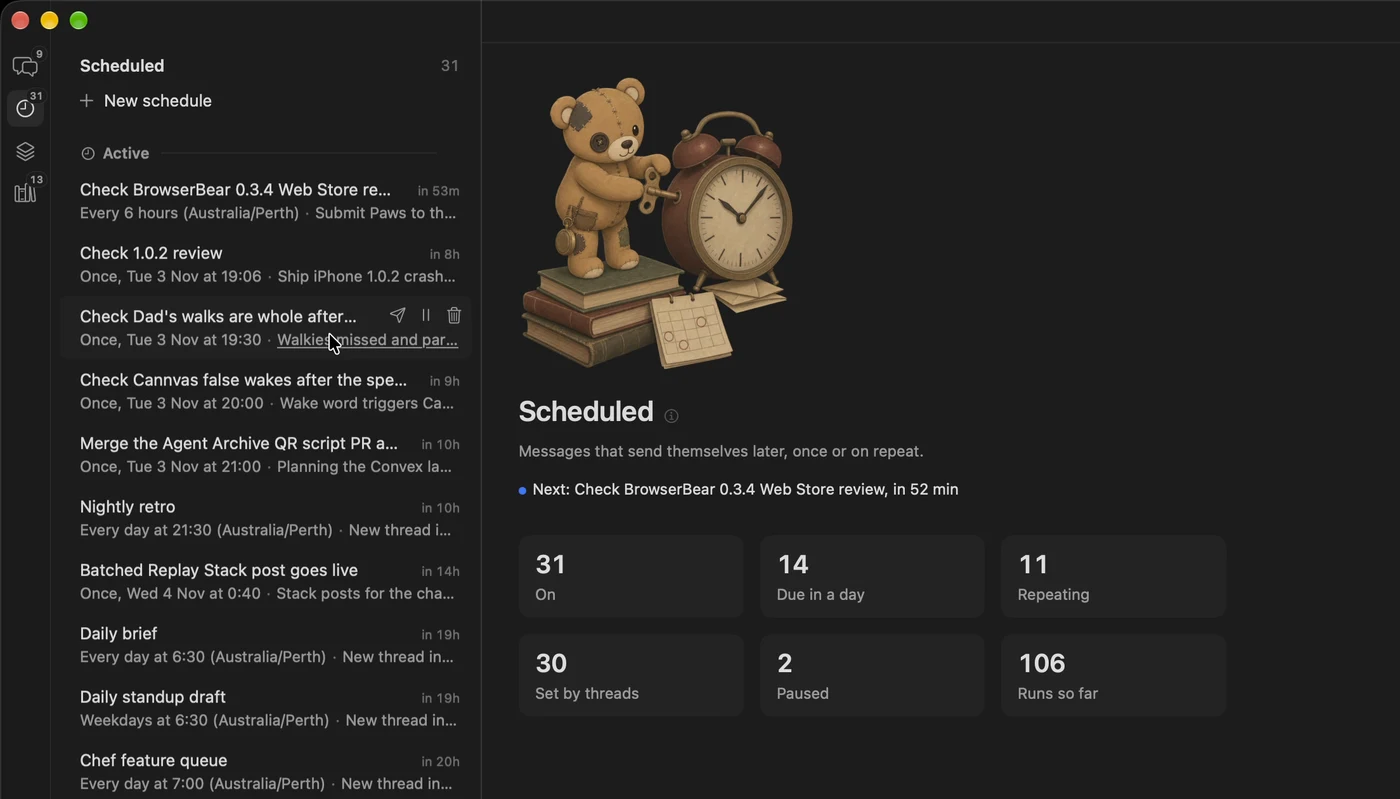 9
31
13
Scheduled 31
New schedule
Active
Check BrowserBear 0.3.4 Web Store re... in 53m
Every 6 hours (Australia/Perth) · Submit Paws to th...
Check 1.0.2 review in 8h
Once, Tue 3 Nov at 19:06 · Ship iPhone 1.0.2 crash...
Check Dad's walks are whole after...
Once, Tue 3 Nov at 19:30 · Walkies missed and par...
Check Cannvas false wakes after the spe... in 9h
Once, Tue 3 Nov at 20:00 · Wake word triggers Ca...
Merge the Agent Archive QR script PR a... in 10h
Once, Tue 3 Nov at 21:00 · Planning the Convex la...
Nightly retro in 10h
Every day at 21:30 (Australia/Perth) · New thread i...
Batched Replay Stack post goes live in 14h
Once, Wed 4 Nov at 0:40 · Stack posts for the cha...
Daily brief in 19h
Every day at 6:30 (Australia/Perth) · New thread in...
Daily standup draft in 19h
Weekdays at 6:30 (Australia/Perth) · New thread in...
Chef feature queue in 20h
Every day at 7:00 (Australia/Perth) · New thread in...
Scheduled
Messages that send themselves later, once or on repeat.
Next: Check BrowserBear 0.3.4 Web Store review, in 52 min
31
On
14
Due in a day
11
Repeating
30
Set by threads
2
Paused
106
Runs so far